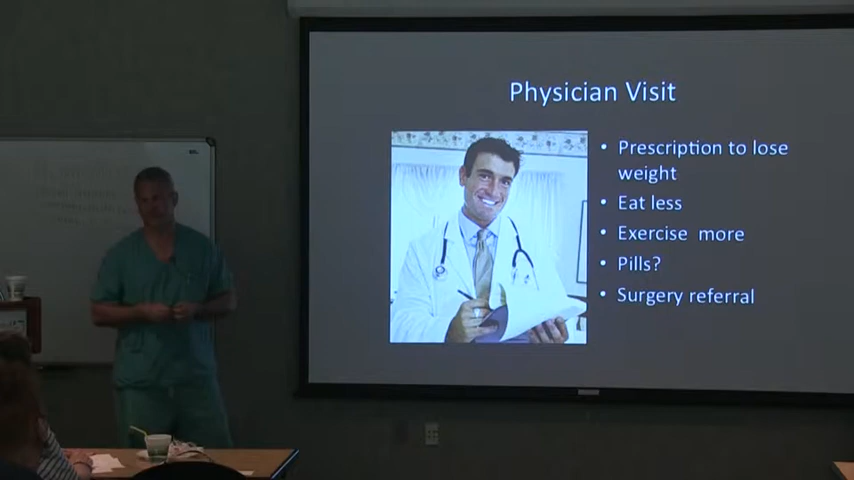 Physician Visit
• Prescription to lose
weight
• Eat less
• Exercise more
• Pills?
• Surgery referral